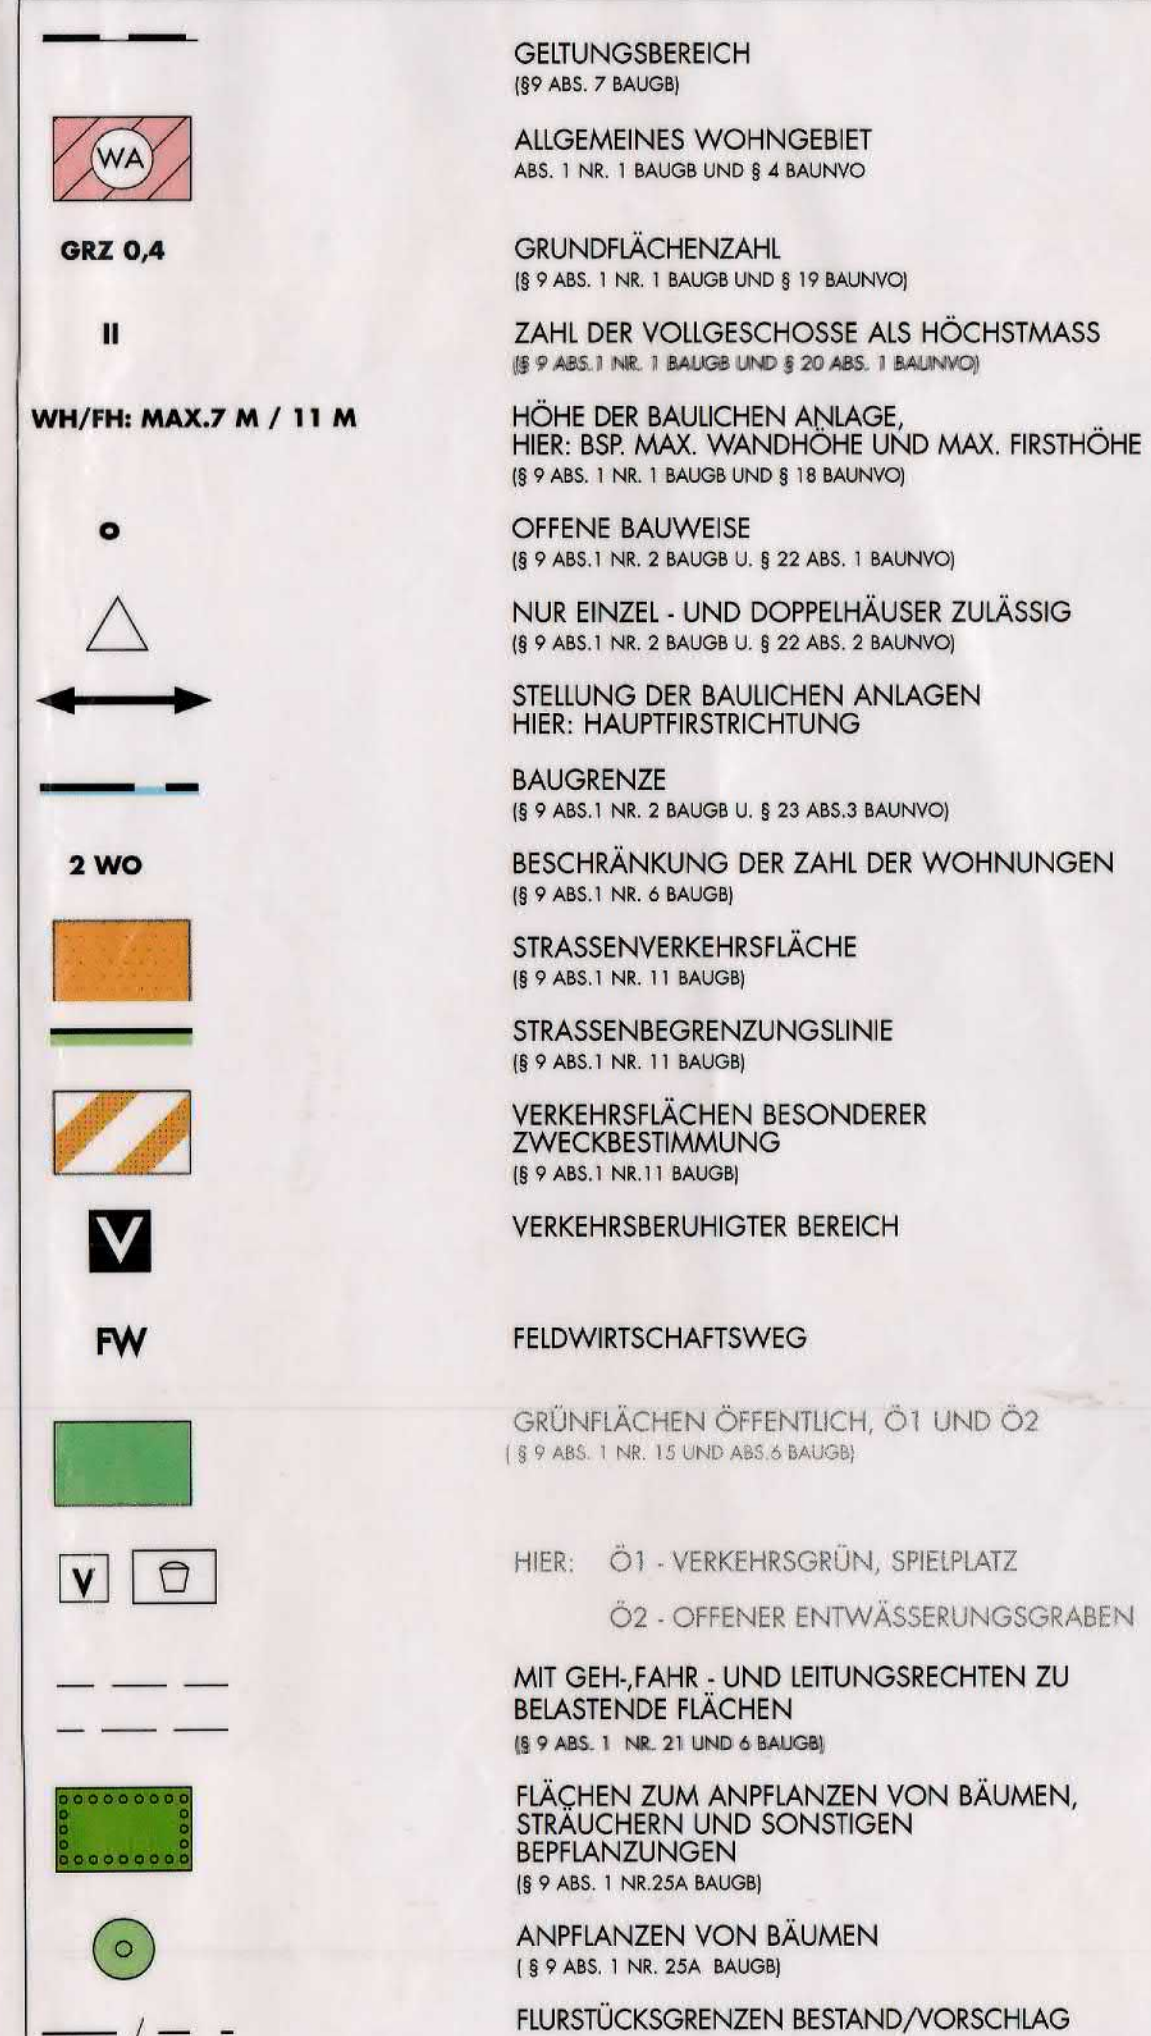 GELTUNGSBEREICH
(§9 ABS. 7 BAUGB)
WA
ALLGEMEINES WOHNGEBIET
ABS. 1 NR. 1 BAUGB UND § 4 BAUNVO
GRZ 0,4
GRUNDFLÄCHENZAHL
(§ 9 ABS. 1 NR. 1 BAUGB UND § 19 BAUNVO)
II
ZAHL DER VOLLGESCHOSSE ALS HÖCHSTMASS
(§ 9 ABS.1 NR. 1 BAUGB UND § 20 ABS. 1 BAUNVO)
WH/FH: MAX.7 M / 11 M
HÖHE DER BAULICHEN ANLAGE,
HIER: BSP. MAX. WANDHÖHE UND MAX. FIRSTHÖHE
(§ 9 ABS. 1 NR. 1 BAUGB UND § 18 BAUNVO)
o
OFFENE BAUWEISE
(§ 9 ABS.1 NR. 2 BAUGB U. § 22 ABS. 1 BAUNVO)
NUR EINZEL - UND DOPPELHÄUSER ZULÄSSIG
(§ 9 ABS.1 NR. 2 BAUGB U. § 22 ABS. 2 BAUNVO)
STELLUNG DER BAULICHEN ANLAGEN
HIER: HAUPTFIRSTRICHTUNG
BAUGRENZE
(§ 9 ABS.1 NR. 2 BAUGB U. § 23 ABS.3 BAUNVO)
2 WO
BESCHRÄNKUNG DER ZAHL DER WOHNUNGEN
(§ 9 ABS.1 NR. 6 BAUGB)
STRASSENVERKEHRSFLÄCHE
(§ 9 ABS.1 NR. 11 BAUGB)
STRASSENBEGRENZUNGSLINIE
(§ 9 ABS.1 NR. 11 BAUGB)
VERKEHRSFLÄCHEN BESONDERER
ZWECKBESTIMMUNG
(§ 9 ABS.1 NR.11 BAUGB)
V
VERKEHRSBERUHIGTER BEREICH
FW
FELDWIRTSCHAFTSWEG
GRÜNFLÄCHEN ÖFFENTLICH, Ö1 UND Ö2
( § 9 ABS. 1 NR. 15 UND ABS.6 BAUGB)
V
HIER: Ö1 - VERKEHRSGRÜN, SPIELPLATZ
Ö2 - OFFENER ENTWÄSSERUNGSGRABEN
MIT GEH-,FAHR - UND LEITUNGSRECHTEN ZU
BELASTENDE FLÄCHEN
(§ 9 ABS. 1 NR. 21 UND 6 BAUGB)
FLÄCHEN ZUM ANPFLANZEN VON BÄUMEN,
STRÄUCHERN UND SONSTIGEN
BEPFLANZUNGEN
(§ 9 ABS. 1 NR.25A BAUGB)
ANPFLANZEN VON BÄUMEN
( § 9 ABS. 1 NR. 25A BAUGB)
FLURSTÜCKSGRENZEN BESTAND/VORSCHLAG